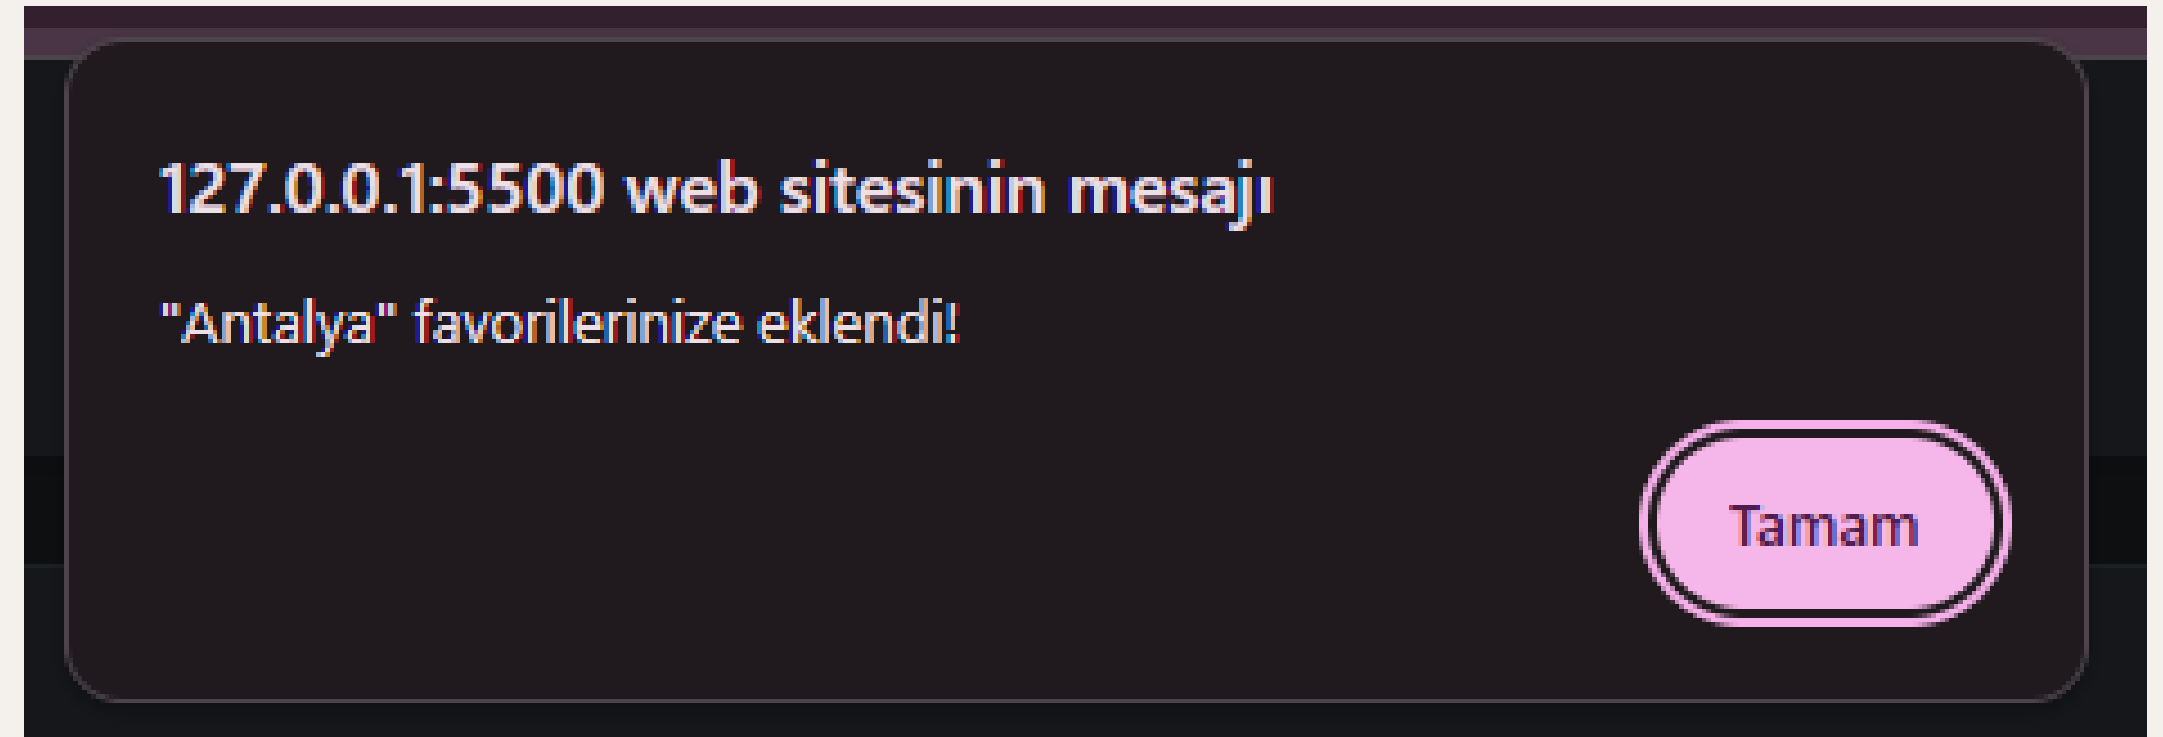 127.0.0.1:5500 web sitesinin mesajı
"Antalya" favorilerinize eklendi!
Tamam